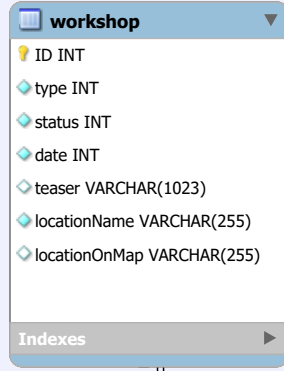 workshop
ID INT
type INT
status INT
date INT
teaser VARCHAR(1023)
locationName VARCHAR(255)
locationOnMap VARCHAR(255)
Indexes